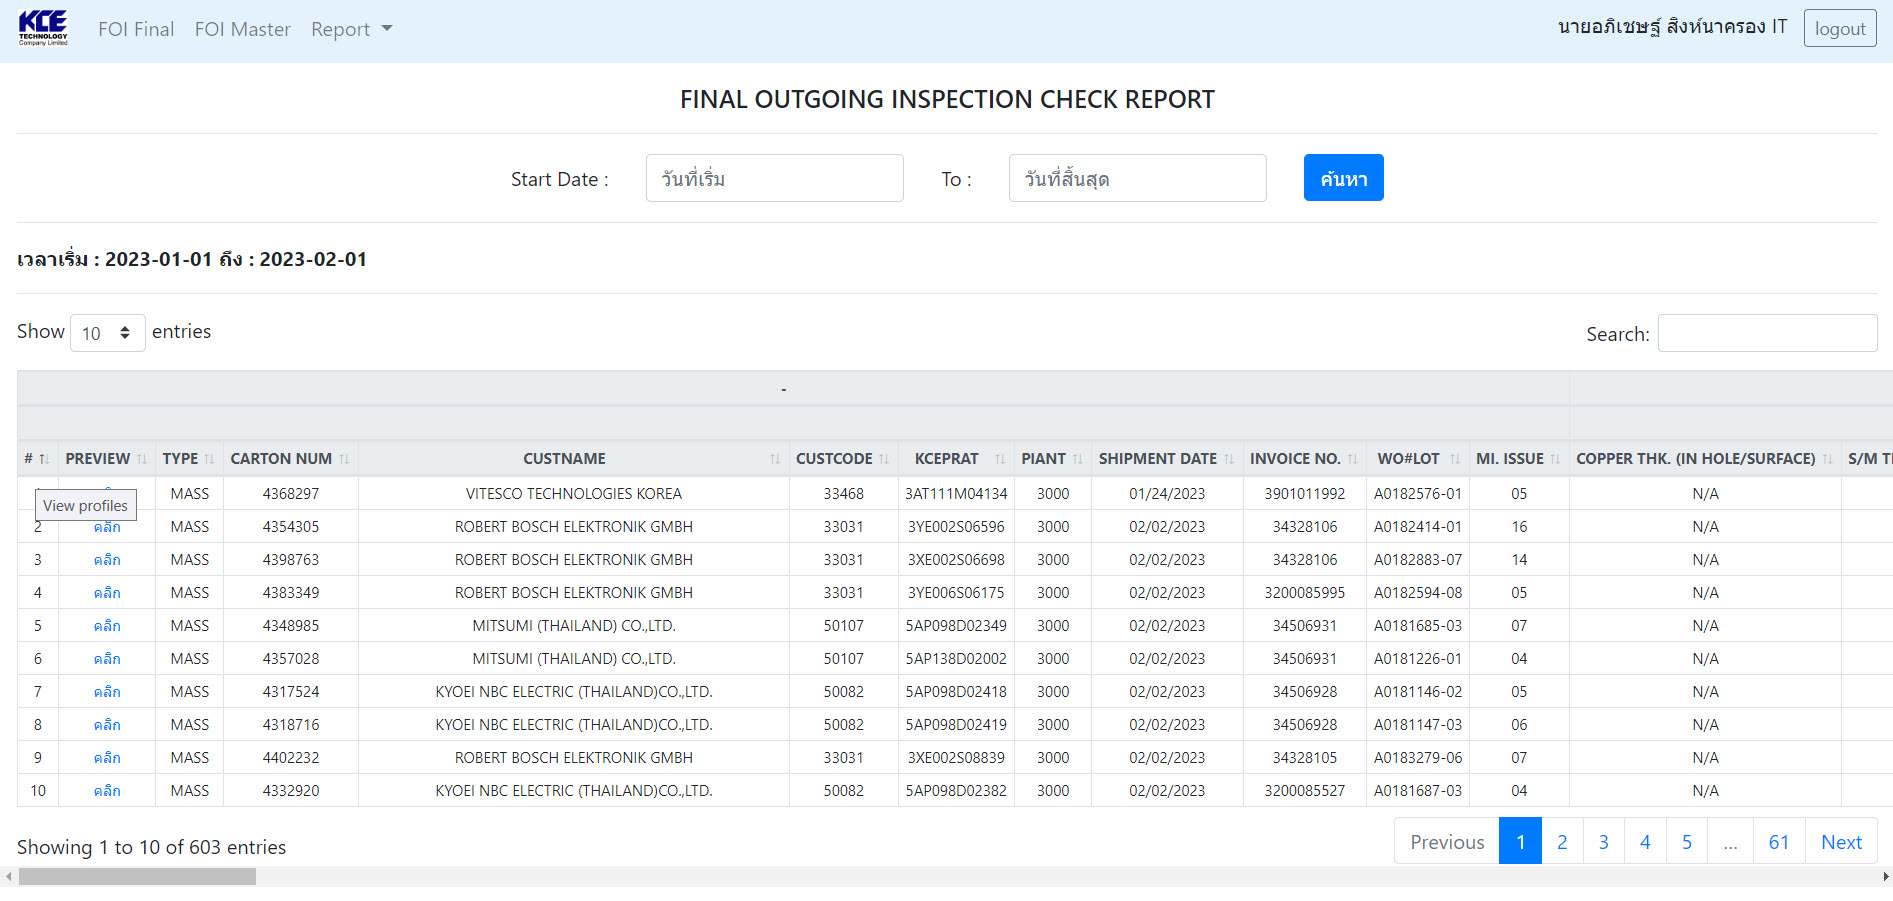 KCE
TECHNOLOGY
Company Limited
FOI Final FOI Master Report นายอภิเชษฐ์ สิงห์นาครอง IT logout
FINAL OUTGOING INSPECTION CHECK REPORT
Start Date : วันที่เริ่ม To : วันที่สิ้นสุด ค้นหา
เวลาเริ่ม : 2023-01-01 ถึง : 2023-02-01
Show 10 entries Search:
-
# PREVIEW TYPE CARTON NUM CUSTNAME CUSTCODE KCEPRAT PIANT SHIPMENT DATE INVOICE NO. WO#LOT MI. ISSUE COPPER THK. (IN HOLE/SURFACE) S/M
MASS 4368297 VITESCO TECHNOLOGIES KOREA 33468 3AT111M04134 3000 01/24/2023 3901011992 A0182576-01 05 N/A
View profiles
2 คลิก MASS 4354305 ROBERT BOSCH ELEKTRONIK GMBH 33031 3YE002S06596 3000 02/02/2023 34328106 A0182414-01 16 N/A
3 คลิก MASS 4398763 ROBERT BOSCH ELEKTRONIK GMBH 33031 3XE002S06698 3000 02/02/2023 34328106 A0182883-07 14 N/A
4 คลิก MASS 4383349 ROBERT BOSCH ELEKTRONIK GMBH 33031 3YE006S06175 3000 02/02/2023 3200085995 A0182594-08 05 N/A
5 คลิก MASS 4348985 MITSUMI (THAILAND) CO.,LTD. 50107 5AP098D02349 3000 02/02/2023 34506931 A0181685-03 07 N/A
6 คลิก MASS 4357028 MITSUMI (THAILAND) CO.,LTD. 50107 5AP138D02002 3000 02/02/2023 34506931 A0181226-01 04 N/A
7 คลิก MASS 4317524 KYOEI NBC ELECTRIC (THAILAND)CO.,LTD. 50082 5AP098D02418 3000 02/02/2023 34506928 A0181146-02 05 N/A
8 คลิก MASS 4318716 KYOEI NBC ELECTRIC (THAILAND)CO.,LTD. 50082 5AP098D02419 3000 02/02/2023 34506928 A0181147-03 06 N/A
9 คลิก MASS 4402232 ROBERT BOSCH ELEKTRONIK GMBH 33031 3XE002S08839 3000 02/02/2023 34328105 A0183279-06 07 N/A
10 คลิก MASS 4332920 KYOEI NBC ELECTRIC (THAILAND)CO.,LTD. 50082 5AP098D02382 3000 02/02/2023 3200085527 A0181687-03 04 N/A
Showing 1 to 10 of 603 entries Previous 1 2 3 4 5 ... 61 Next